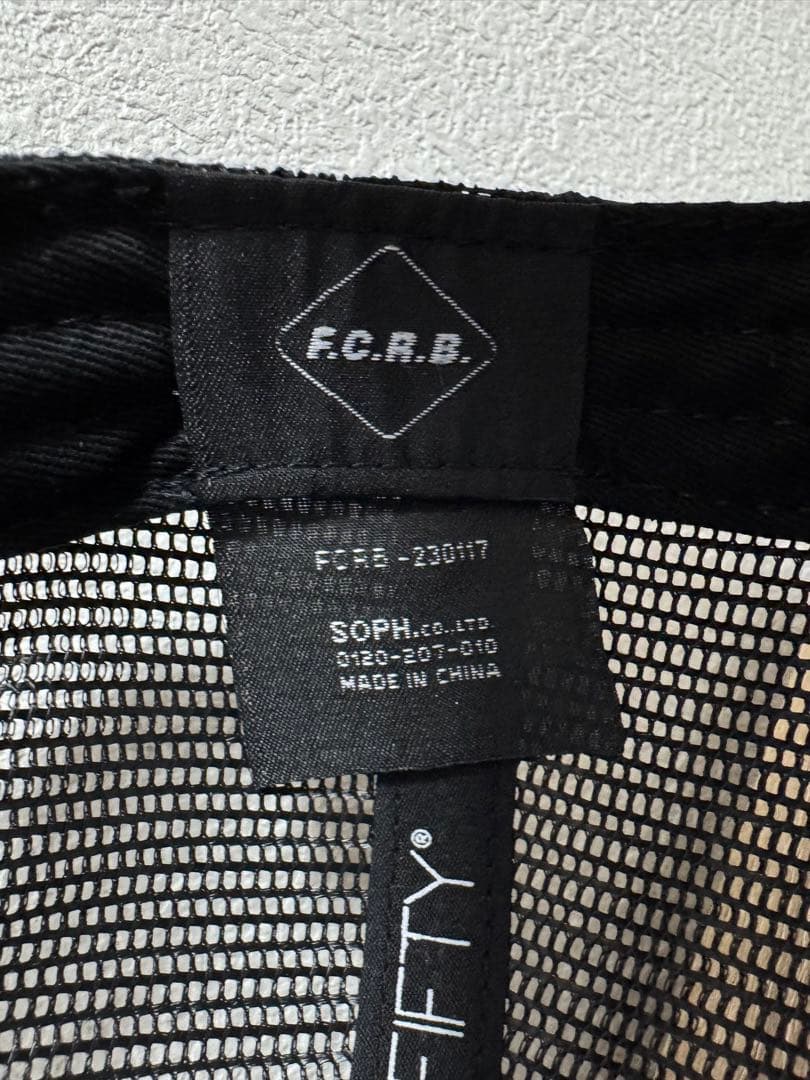 F.C.R.B.
FCRB-230117
SOPH.CO.,LTD.
0120-207-010
MADE IN CHINA
FIFTY®